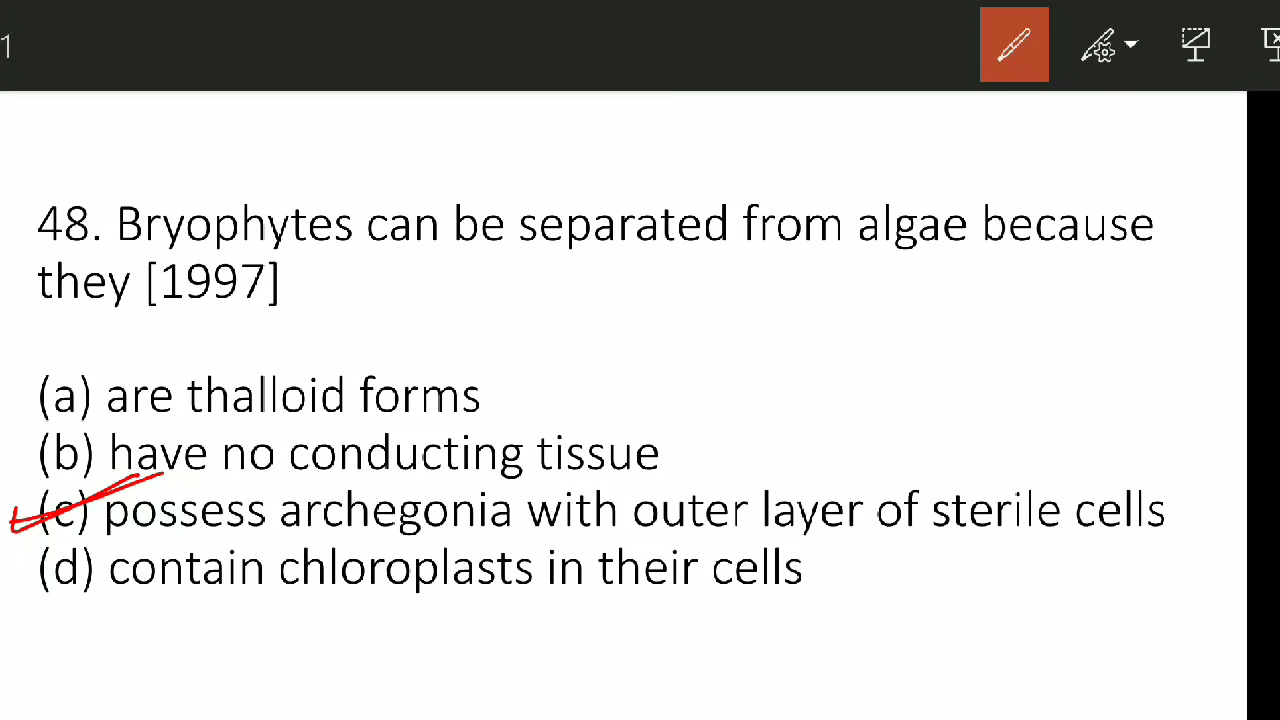 1
48. Bryophytes can be separated from algae because
they [1997]
(a) are thalloid forms
(b) have no conducting tissue
(c) possess archegonia with outer layer of sterile cells
(d) contain chloroplasts in their cells